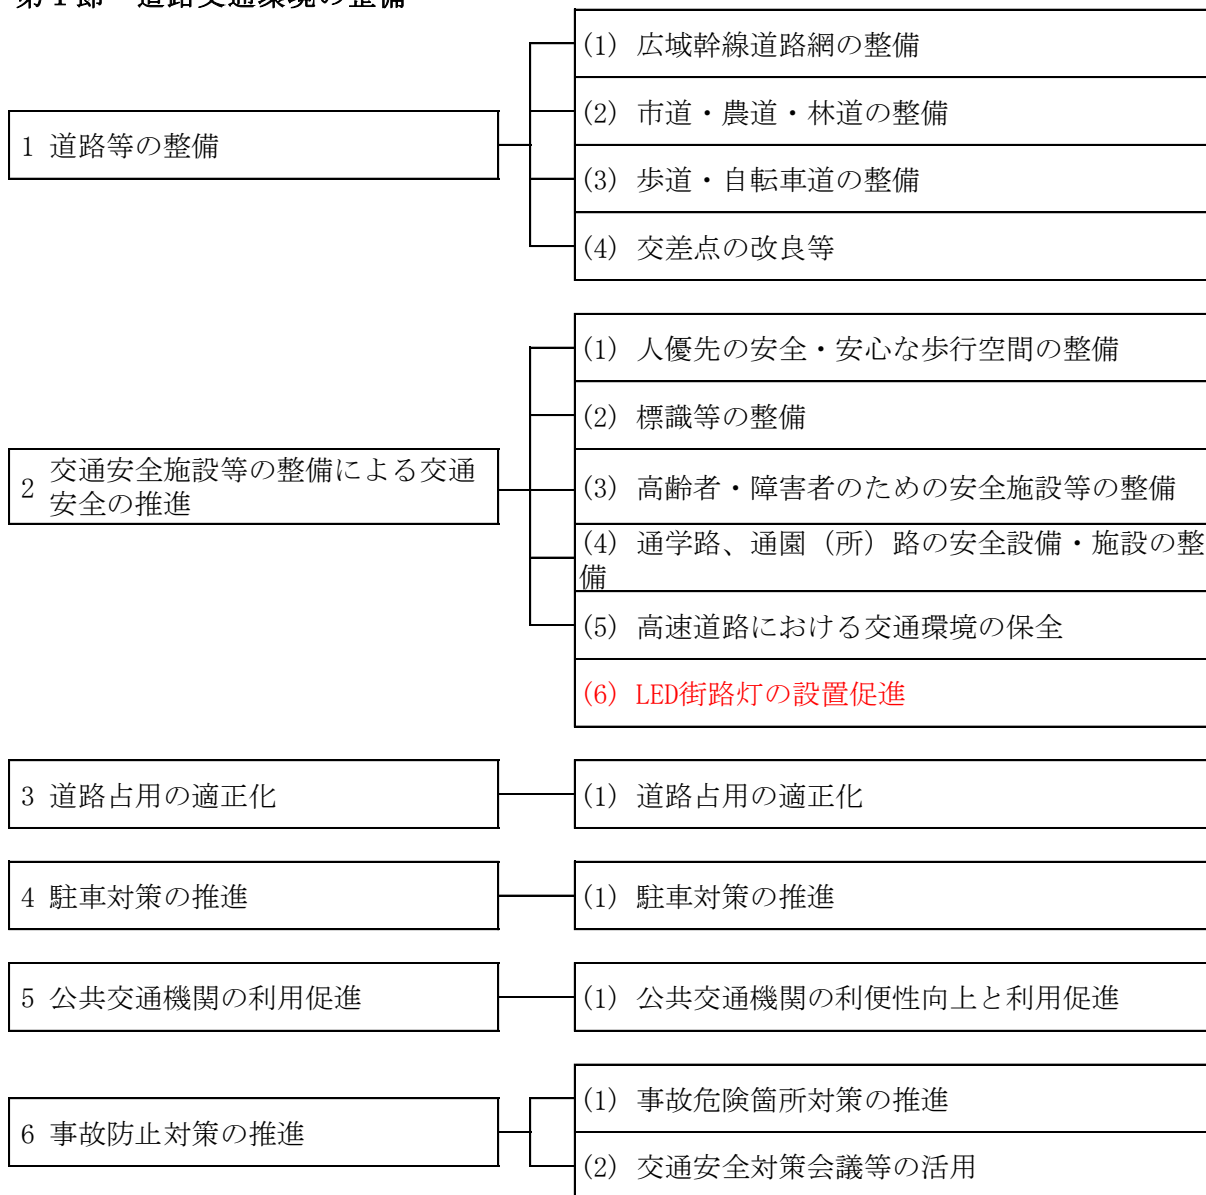 第１節 道路交通環境の整備
(1) 広域幹線道路網の整備
(2) 市道・農道・林道の整備
1 道路等の整備
(3) 歩道・自転車道の整備
(4) 交差点の改良等
(1) 人優先の安全・安心な歩行空間の整備
(2) 標識等の整備
2 交通安全施設等の整備による交通
安全の推進
(3) 高齢者・障害者のための安全施設等の整備
(4) 通学路、通園（所）路の安全設備・施設の整
備
(5) 高速道路における交通環境の保全
(6) LED街路灯の設置促進
3 道路占用の適正化
(1) 道路占用の適正化
4 駐車対策の推進
(1) 駐車対策の推進
5 公共交通機関の利用促進
(1) 公共交通機関の利便性向上と利用促進
(1) 事故危険箇所対策の推進
6 事故防止対策の推進
(2) 交通安全対策会議等の活用